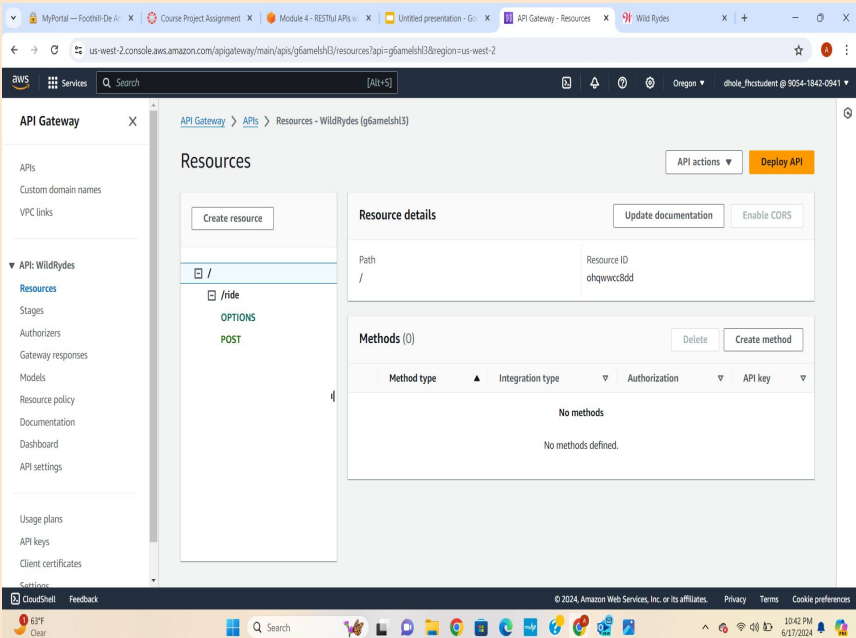 MyPortal — Foothill-De An
Course Project Assignment
Module 4 - RESTful APIs w
Untitled presentation - Go
API Gateway - Resources
Wild Rydes
us-west-2.console.aws.amazon.com/apigateway/main/apis/g6amelshl3/resources?api=g6amelshl3&region=us-west-2
A
aws
Services
Search
[Alt+S]
Oregon ▼
dhole_fhcstudent @ 9054-1842-0941 ▼
API Gateway
API Gateway > APIs > Resources - WildRydes (g6amelshl3)
Resources
API actions ▼
Deploy API
APIs
Custom domain names
VPC links
API: WildRydes
Resources
Stages
Authorizers
Gateway responses
Models
Resource policy
Documentation
Dashboard
API settings
Usage plans
API keys
Client certificates
Settings
Create resource
/
/ride
OPTIONS
POST
Resource details
Update documentation
Enable CORS
Path
/
Resource ID
ohqwwcc8dd
Methods (0)
Delete
Create method
Method type
Integration type
Authorization
API key
No methods
No methods defined.
CloudShell
Feedback
© 2024, Amazon Web Services, Inc. or its affiliates.
Privacy
Terms
Cookie preferences
63°F
Clear
Search
10:42 PM
6/17/2024